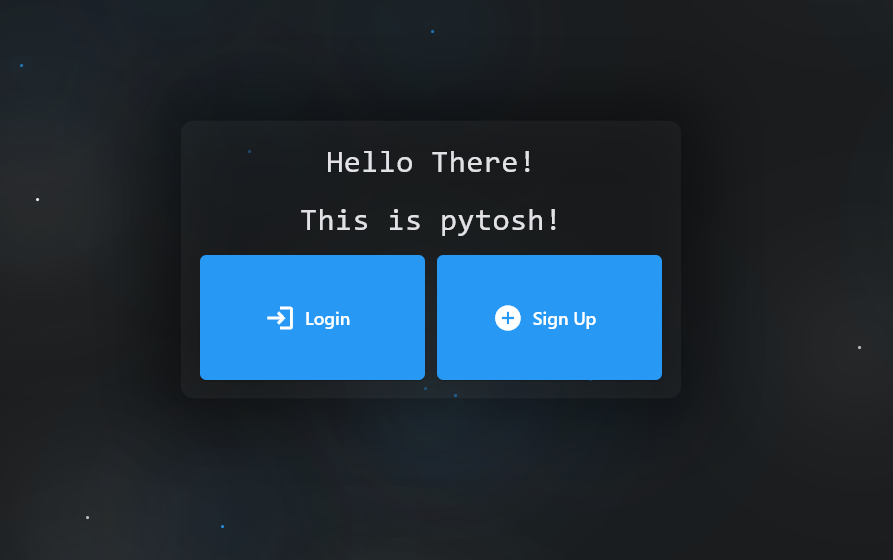 Hello There!
This is pytosh!
Login
Sign Up